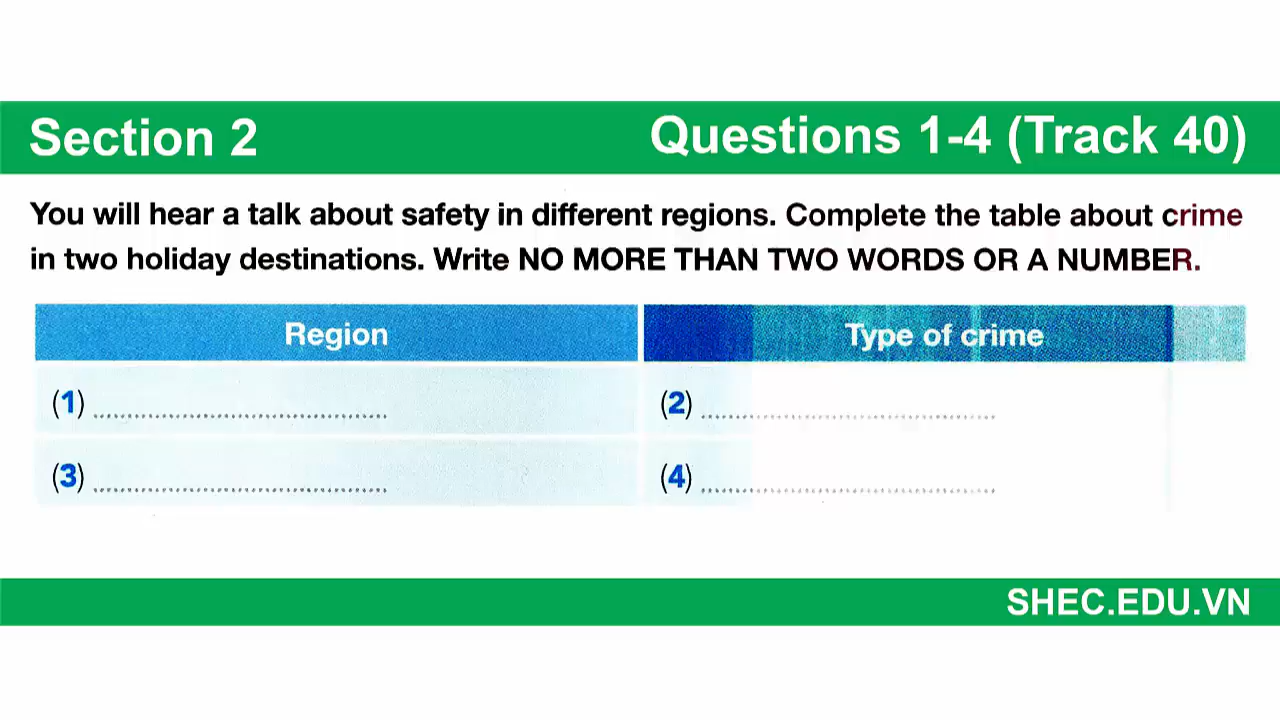 Section 2
Questions 1-4 (Track 40)
You will hear a talk about safety in different regions. Complete the table about crime
in two holiday destinations. Write NO MORE THAN TWO WORDS OR A NUMBER.
Region
Type of crime
(1) ................................................
(2) ................................................
(3) ................................................
(4) ................................................
SHEC.EDU.VN